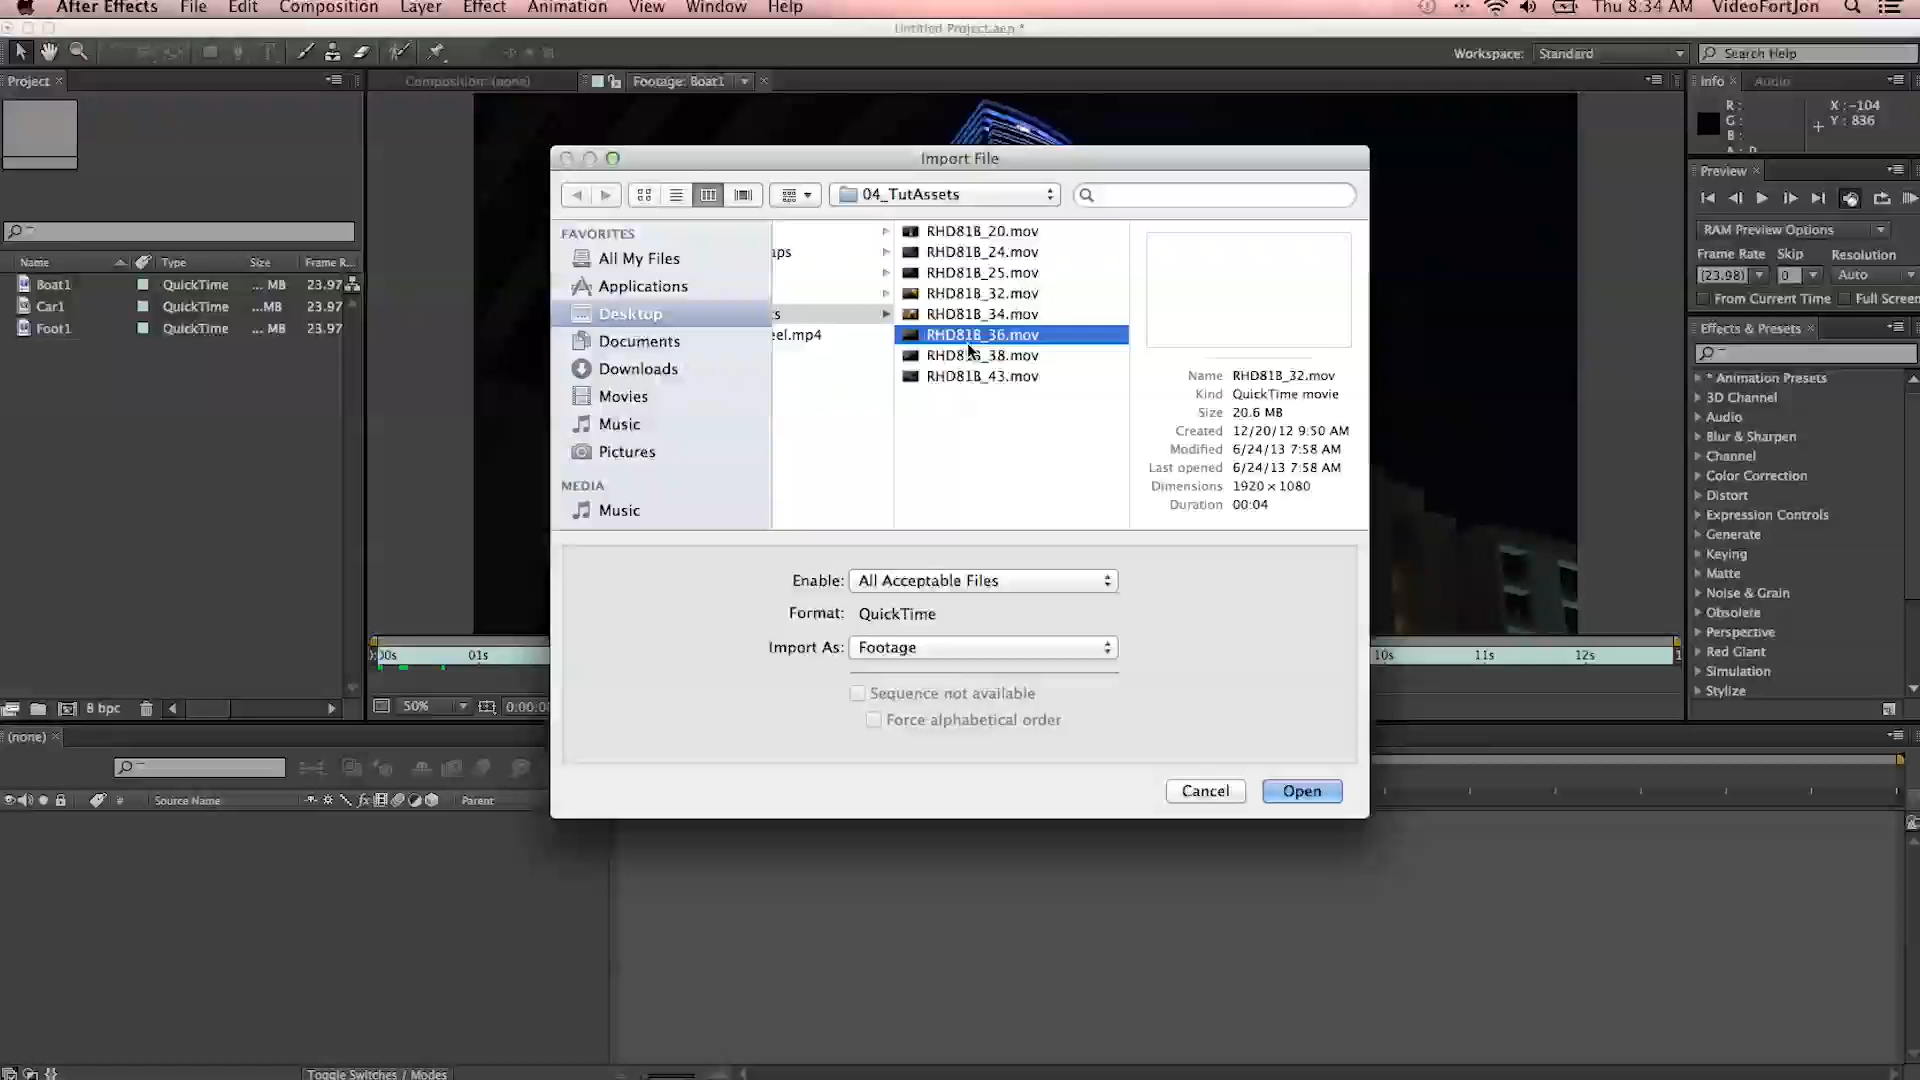 After Effects File Edit Composition Layer Effect Animation View Window Help Thu 8:34 AM VideoFortJon
Untitled Project.aep *
Workspace: Standard Search Help
Project Composition: (none) Footage: Boat1 Info Audio
R: X: -104
G: Y: 836
B:
Import File
04_TutAssets
Preview
RAM Preview Options
Frame Rate Skip Resolution
(23.98) 0 Auto
From Current Time Full Screen
Effects & Presets
* Animation Presets
3D Channel
Audio
Blur & Sharpen
Channel
Color Correction
Distort
Expression Controls
Generate
Keying
Matte
Noise & Grain
Obsolete
Perspective
Red Giant
Simulation
Stylize
Name Type Size Frame R...
Boat1 QuickTime ... MB 23.97
Car1 QuickTime ...MB 23.97
Foot1 QuickTime ... MB 23.97
FAVORITES
All My Files
Applications
Desktop
Documents
Downloads
Movies
Music
Pictures
MEDIA
Music
eel.mp4
RHD81B_20.mov
RHD81B_24.mov
RHD81B_25.mov
RHD81B_32.mov
RHD81B_34.mov
RHD81B_36.mov
RHD81B_38.mov
RHD81B_43.mov
Name RHD81B_32.mov
Kind QuickTime movie
Size 20.6 MB
Created 12/20/12 9:50 AM
Modified 6/24/13 7:58 AM
Last opened 6/24/13 7:58 AM
Dimensions 1920 × 1080
Duration 00:04
Enable: All Acceptable Files
Format: QuickTime
Import As: Footage
Sequence not available
Force alphabetical order
Cancel Open
00s 01s 10s 11s 12s
8 bpc 50% 0:00:0
(none)
# Source Name fx Parent
Toggle Switches / Modes